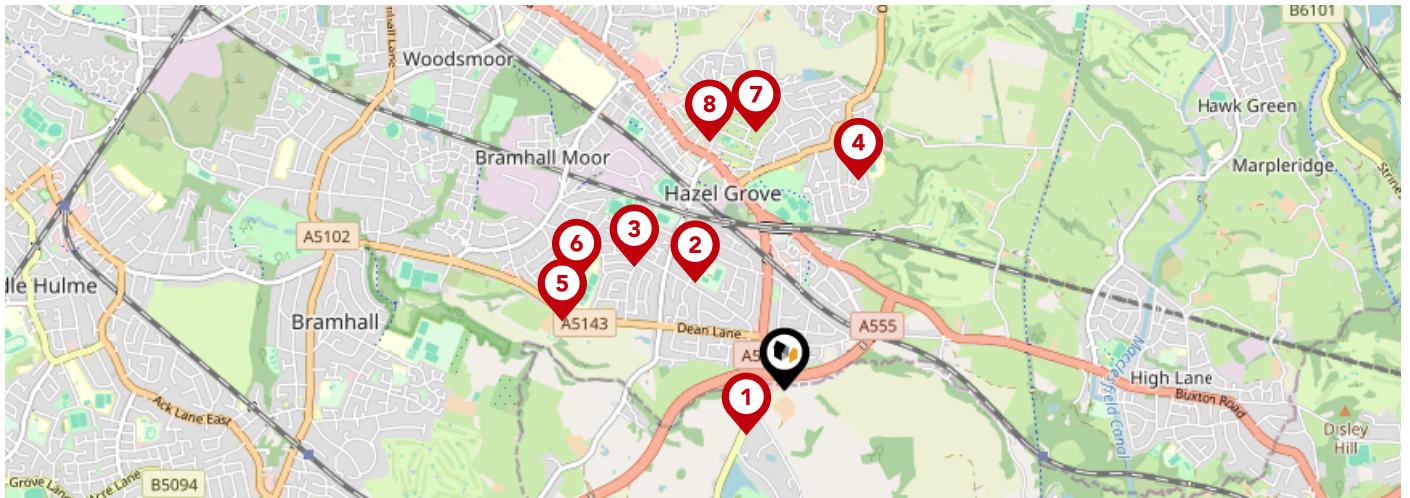 B6101
Woodsmoor
Hawk Green
8
7
4
Bramhall Moor
Marpleridge
Strine
Hazel Grove
A5102
6
3
2
dle Hulme
5
Bramhall
A5143
Dean Lane
A555
A5
Macclesfield Canal
High Lane
1
Buxton Road
Ack Lane East
Disley
Hill
Grove Lane
Acre Lane
B5094